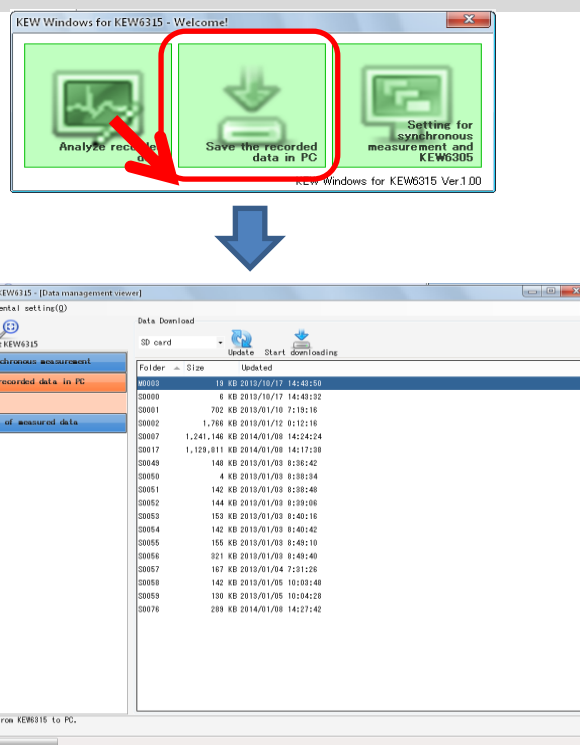 KEW Windows for KEW6315 - Welcome!
Analyze recorded
Save the recorded
data in PC
Setting for
synchronous
measurement and
KEW6305
KEW Windows for KEW6315 Ver.1.00
KEW6315 - [Data management viewer]
ental setting(O)
Data Download
KEW6315
SD card
Update Start downloading
chronous measurement
recorded data in PC
of measured data
Folder Size Updated
M0003 19 KB 2013/10/17 14:43:50
S0000 6 KB 2013/10/17 14:43:32
S0001 702 KB 2013/01/10 7:19:16
S0002 1,766 KB 2013/01/12 0:12:16
S0007 1,241,146 KB 2014/01/08 14:24:24
S0017 1,129,811 KB 2014/01/08 14:17:38
S0049 148 KB 2013/01/03 8:36:42
S0050 4 KB 2013/01/03 8:38:34
S0051 142 KB 2013/01/03 8:38:48
S0052 144 KB 2013/01/03 8:39:06
S0053 153 KB 2013/01/03 8:40:16
S0054 142 KB 2013/01/03 8:40:42
S0055 155 KB 2013/01/03 8:49:10
S0056 321 KB 2013/01/03 8:49:40
S0057 167 KB 2013/01/04 7:31:26
S0058 142 KB 2013/01/05 10:03:48
S0059 130 KB 2013/01/05 10:04:28
S0076 289 KB 2014/01/08 14:27:42
rom KEW6315 to PC.